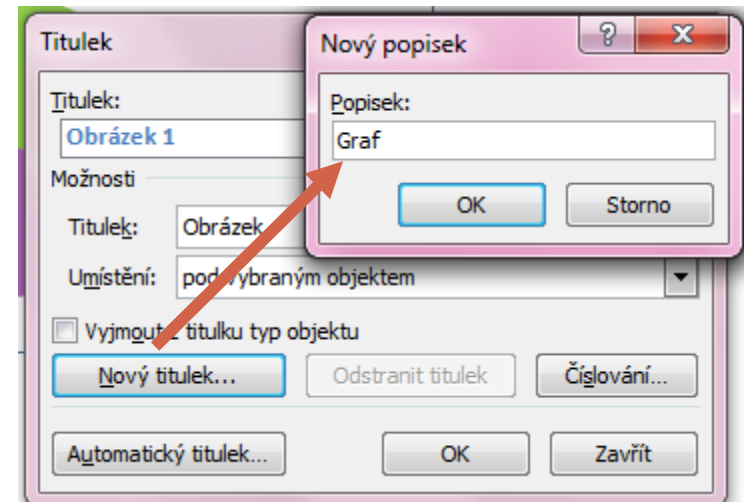 Titulek
Nový popisek
?
X
Titulek:
Obrázek 1
Popisek:
Graf
OK
Storno
Možnosti
Titulek:
Obrázek
Umístění:
pod vybraným objektem
Vyjmout z titulku typ objektu
Nový titulek...
Odstranit titulek
Číslování...
Automatický titulek...
OK
Zavřít